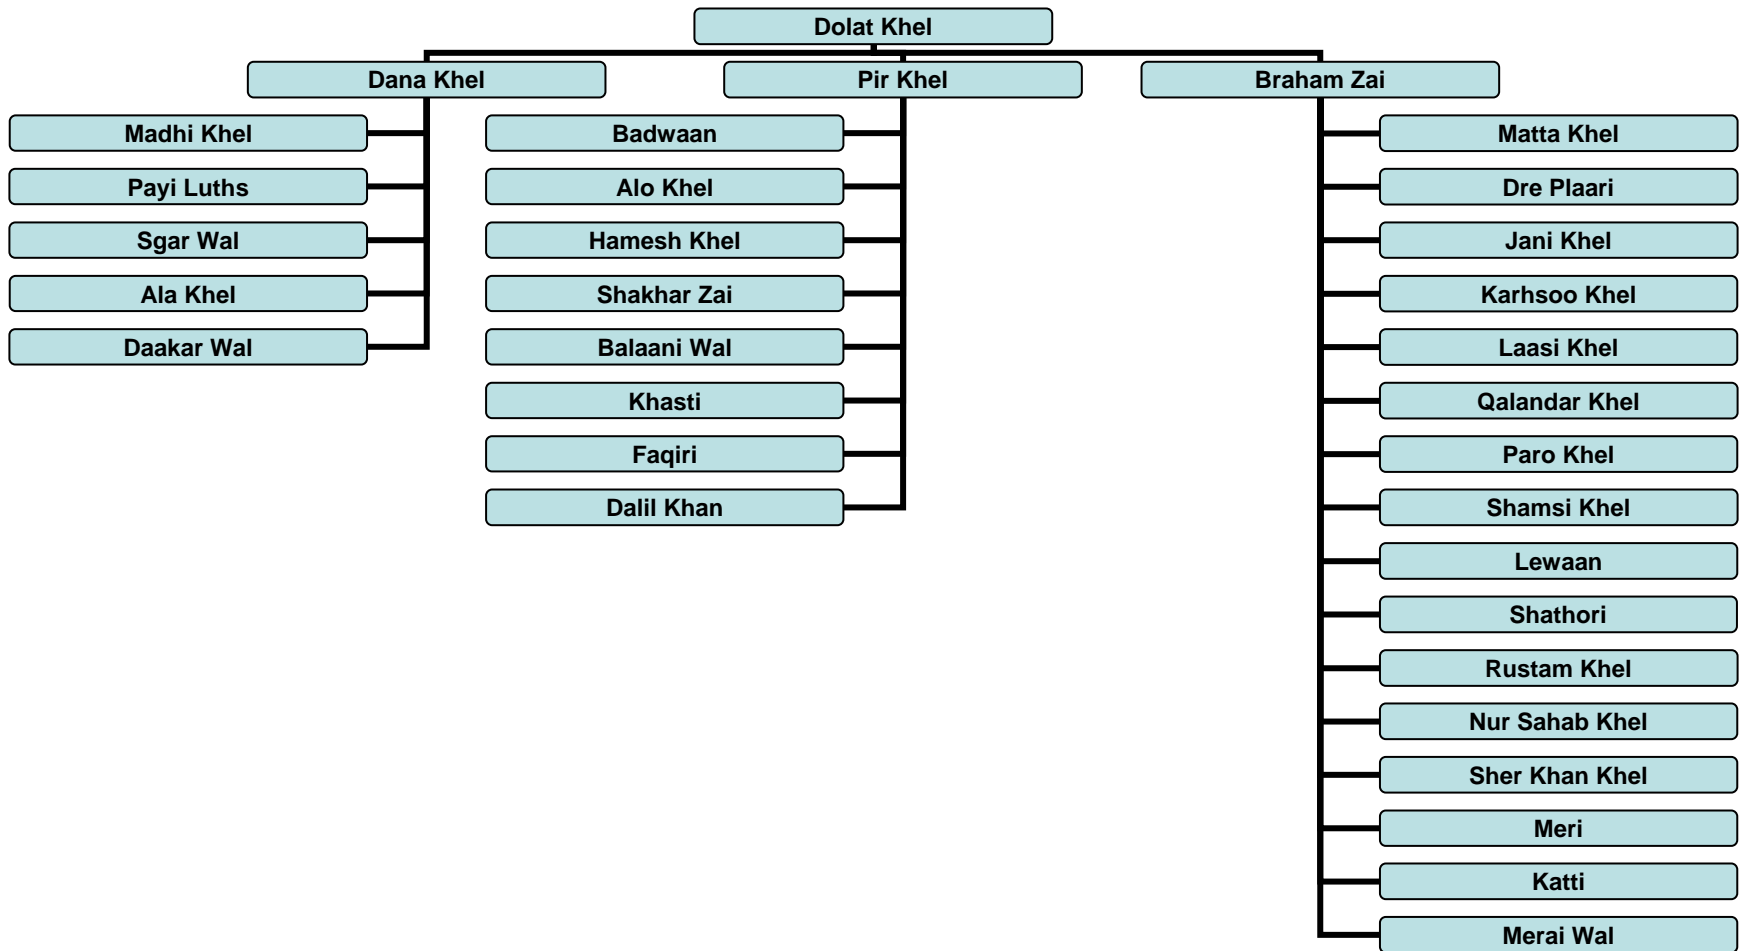 Dolat Khel
Dana Khel
Pir Khel
Braham Zai
Madhi Khel
Payi Luths
Sgar Wal
Ala Khel
Daakar Wal
Badwaan
Alo Khel
Hamesh Khel
Shakhar Zai
Balaani Wal
Khasti
Faqiri
Dalil Khan
Matta Khel
Dre Plaari
Jani Khel
Karhsoo Khel
Laasi Khel
Qalandar Khel
Paro Khel
Shamsi Khel
Lewaan
Shathori
Rustam Khel
Nur Sahab Khel
Sher Khan Khel
Meri
Katti
Merai Wal